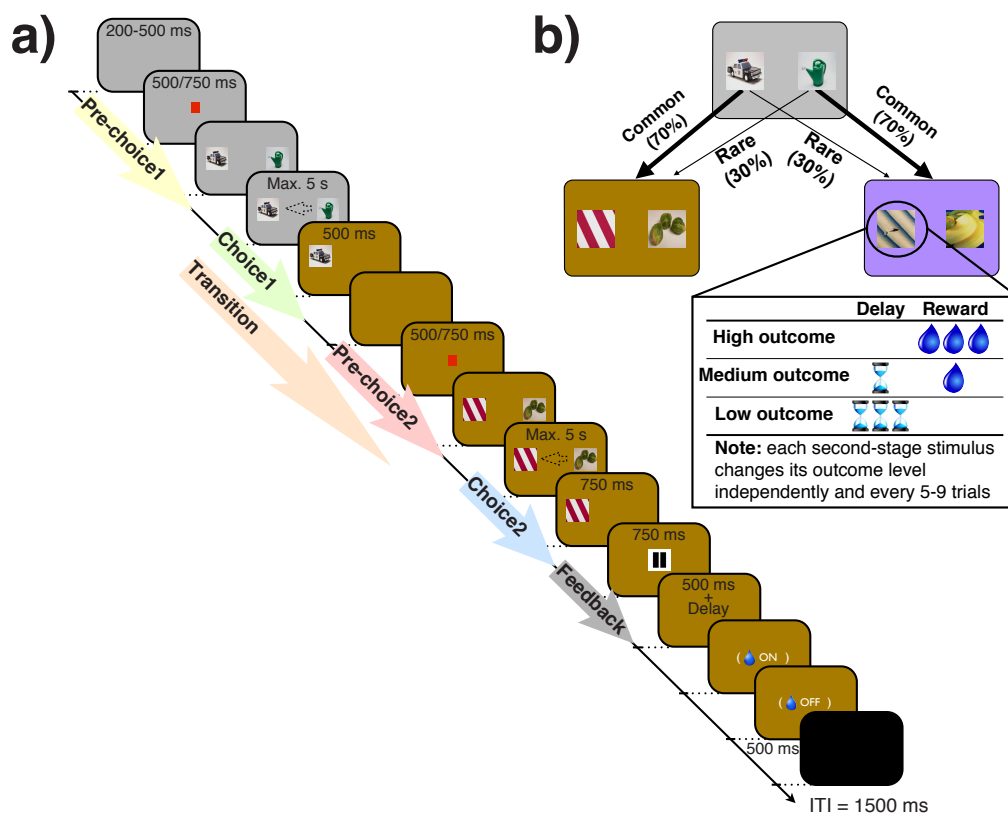 a)
200-500 ms
500/750 ms
Pre-choice1
Max. 5 s
Choice1
500 ms
Transition
500/750 ms
Pre-choice2
Max. 5 s
Choice2
750 ms
750 ms
Feedback
500 ms
+
Delay
( ON )
( OFF )
500 ms
ITI = 1500 ms
b)
Common
(70%)
Rare
(30%)
Rare
(30%)
Common
(70%)
Delay Reward
High outcome
Medium outcome
Low outcome
Note: each second-stage stimulus
changes its outcome level
independently and every 5-9 trials